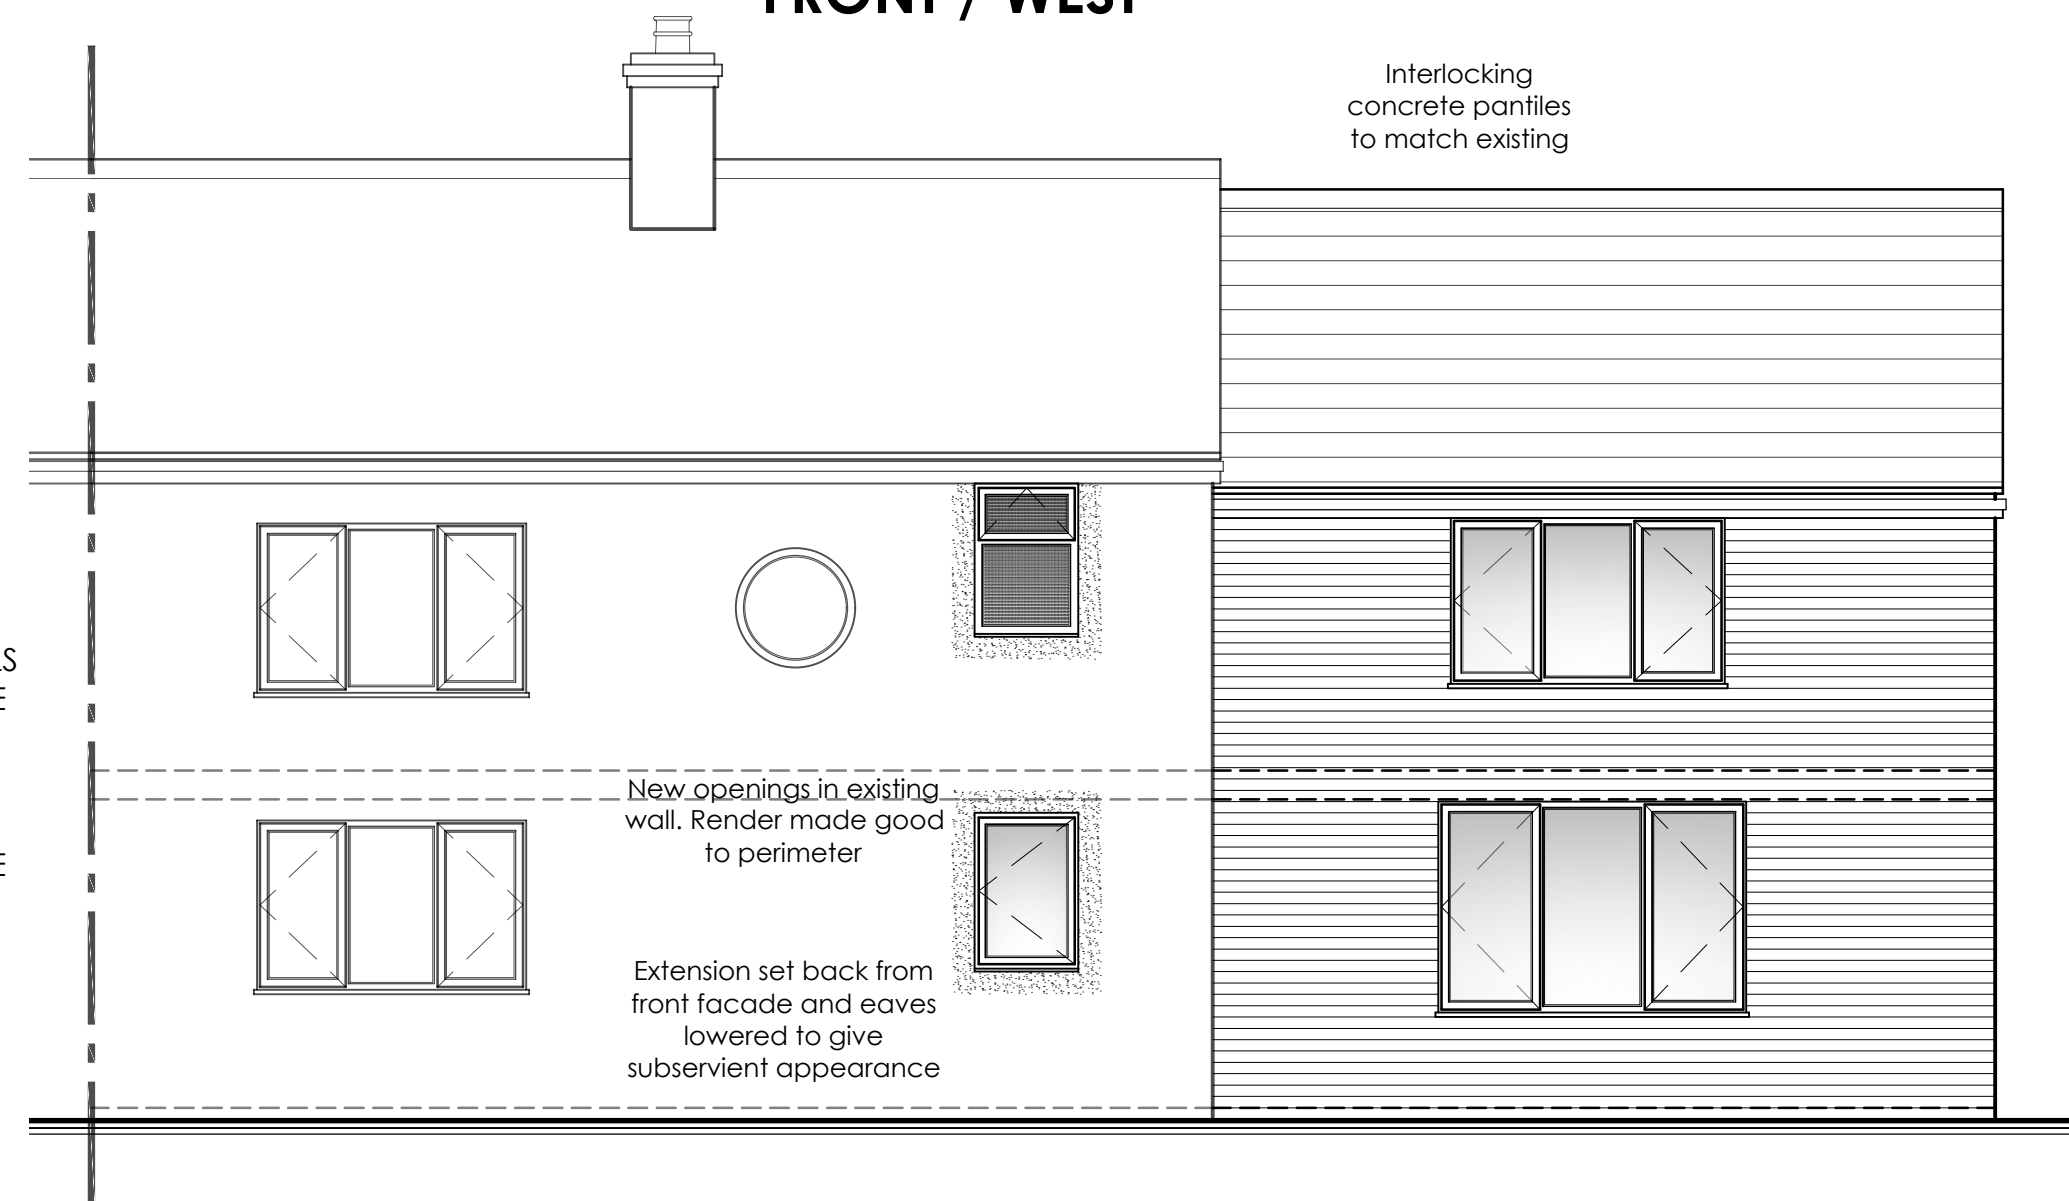 FRONT / WEST
Interlocking
concrete pantiles
to match existing
New openings in existing
wall. Render made good
to perimeter
Extension set back from
front facade and eaves
lowered to give
subservient appearance